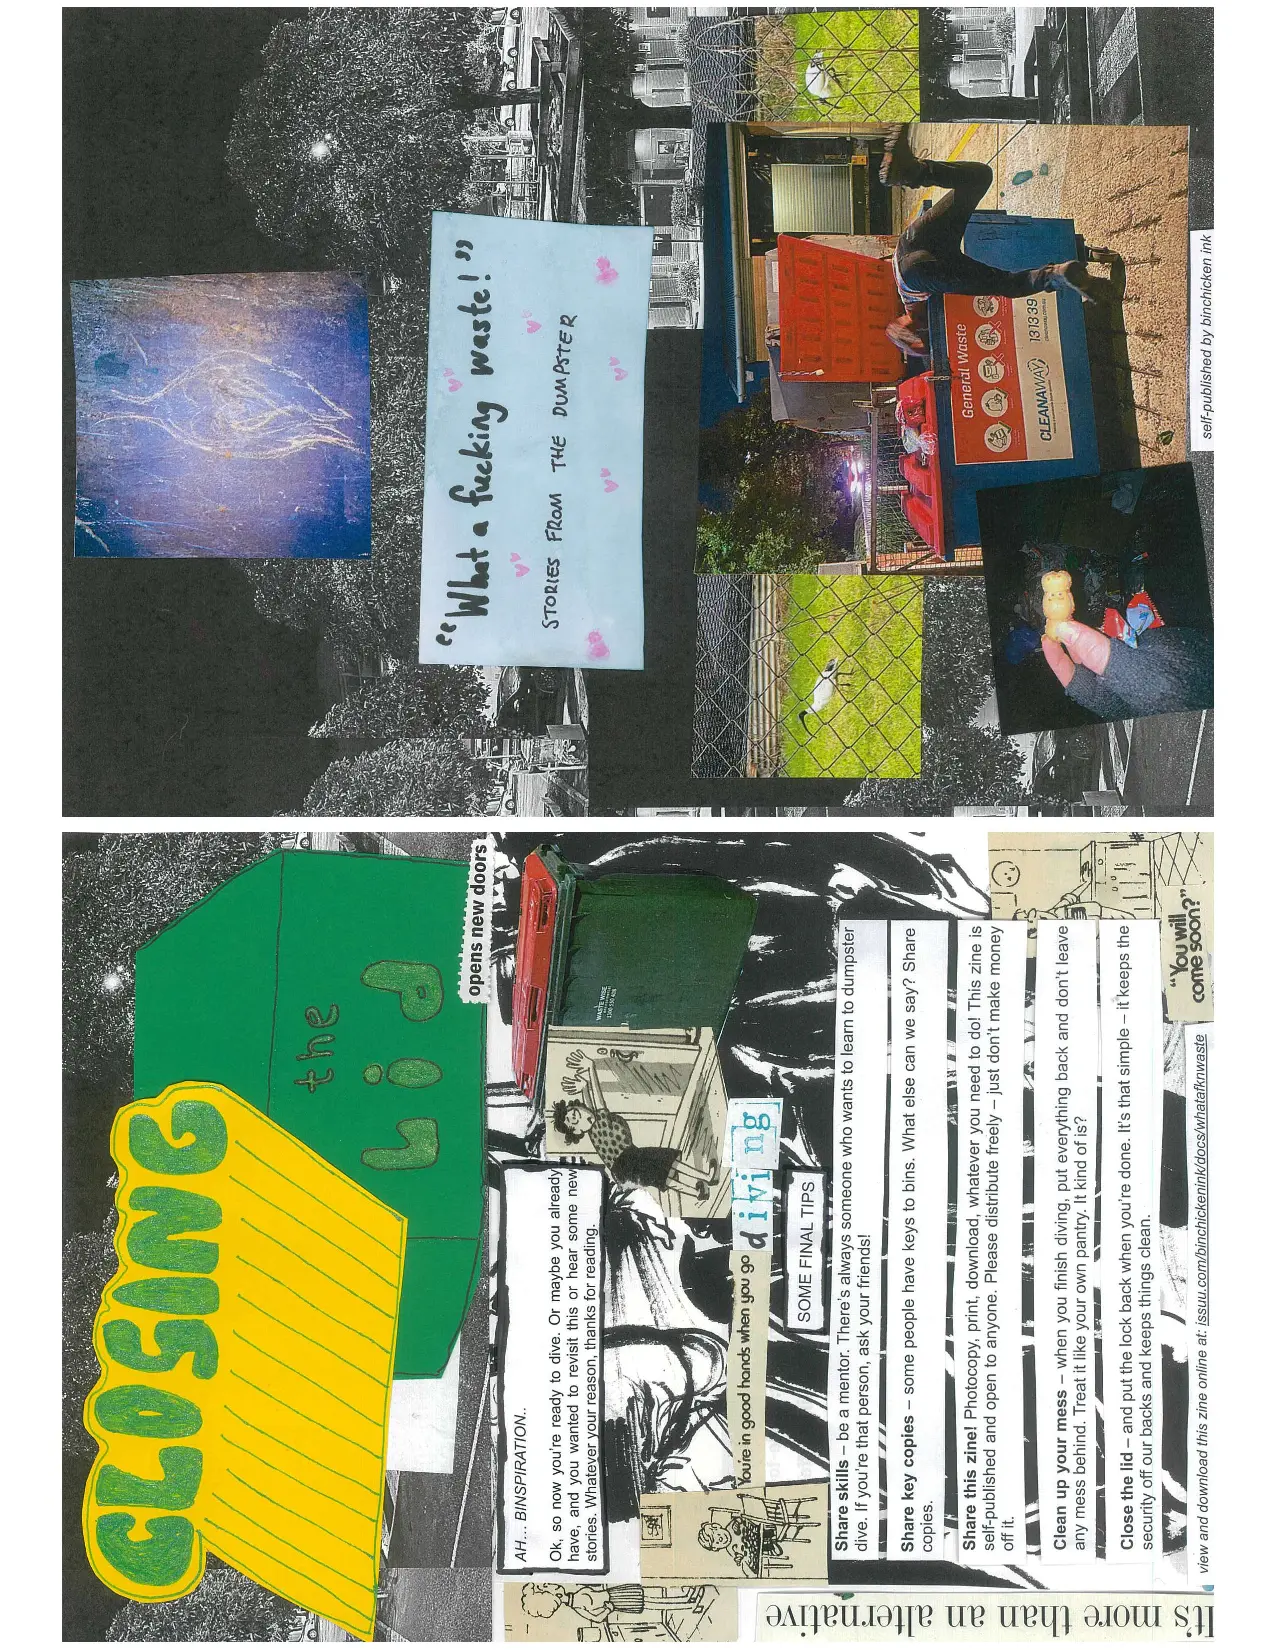 “What a fucking waste!”
STORIES FROM THE DUMPSTER
General Waste
CLEANAWAY
131339
self-published by binchicken ink
CLOSING
the
Lid
opens new doors
AH... BINSPIRATION..
Ok, so now you're ready to dive. Or maybe you already
have, and you wanted to revisit this or hear some new
stories. Whatever your reason, thanks for reading.
WASTE WISE
You're in good hands when you go
diving
SOME FINAL TIPS
Share skills – be a mentor. There's always someone who wants to learn to dumpster
dive. If you're that person, ask your friends!
Share key copies – some people have keys to bins. What else can we say? Share
copies.
Share this zine! Photocopy, print, download, whatever you need to do! This zine is
self-published and open to anyone. Please distribute freely – just don't make money
off it.
Clean up your mess – when you finish diving, put everything back and don't leave
any mess behind. Treat it like your own pantry. It kind of is?
Close the lid – and put the lock back when you're done. It's that simple – it keeps the
security off our backs and keeps things clean.
“You will
come soon?”
view and download this zine online at: issuu.com/binchickenink/docs/whatafknwaste
It's more than an alternative